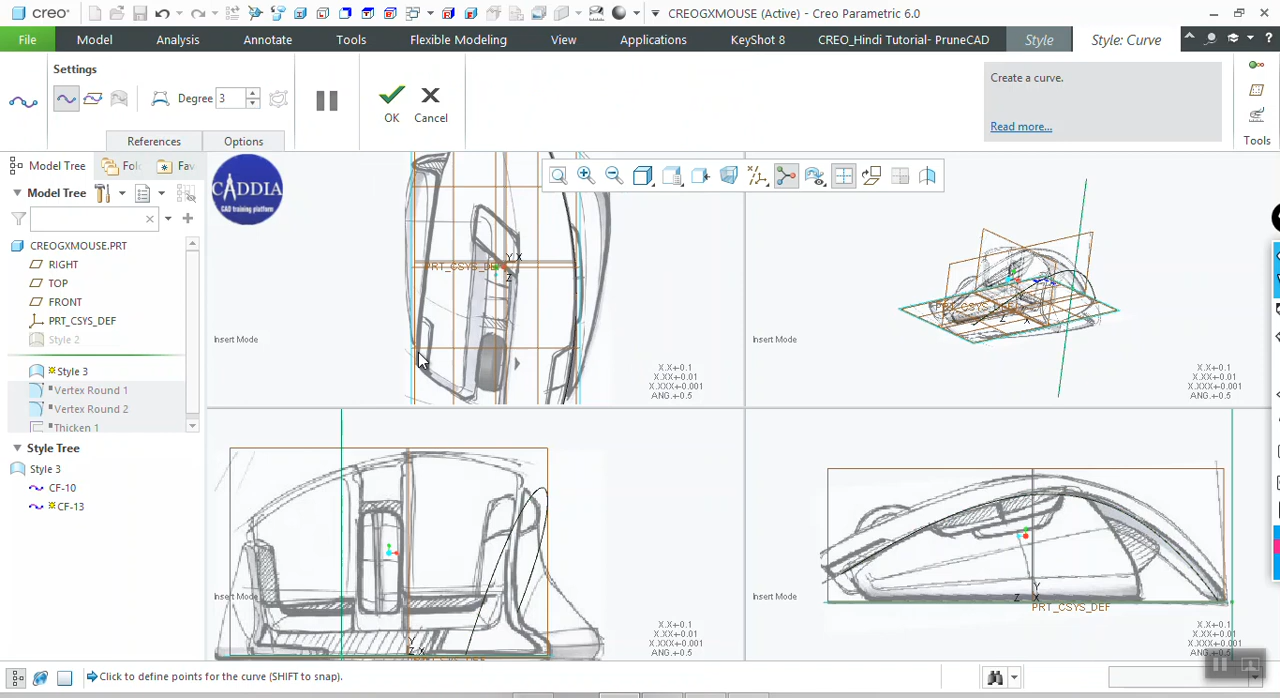 creo CREOGXMOUSE (Active) - Creo Parametric 6.0
File Model Analysis Annotate Tools Flexible Modeling View Applications KeyShot 8 CREO_Hindi Tutorial- PruneCAD Style Style: Curve
Settings
Degree 3
OK Cancel
References Options
Create a curve.
Read more...
Tools
Model Tree Fol Fav
Model Tree
CREOGXMOUSE.PRT
RIGHT
TOP
FRONT
PRT_CSYS_DEF
Style 2
Style 3
Vertex Round 1
Vertex Round 2
Thicken 1
Style Tree
Style 3
CF-10
CF-13
CADDIA
CAD training platform
PRT_CSYS_DEF
Y X
Z
Insert Mode
X.X+-0.1
X.XX+-0.01
X.XXX+-0.001
ANG.+-0.5
Insert Mode
X.X+-0.1
X.XX+-0.01
X.XXX+-0.001
ANG.+-0.5
Insert Mode
Y
Z X
X.X+-0.1
X.XX+-0.01
X.XXX+-0.001
ANG.+-0.5
Insert Mode
Y
Z X
PRT_CSYS_DEF
X.X+-0.1
X.XX+-0.01
X.XXX+-0.001
Click to define points for the curve (SHIFT to snap).